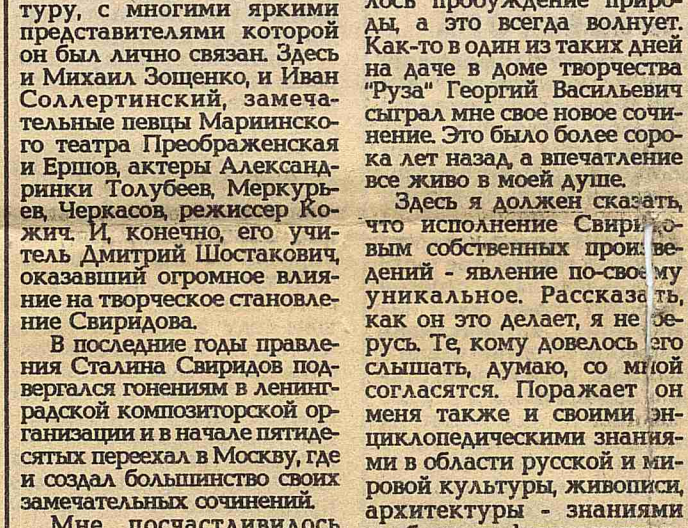 туру, с многими яркими
представителями которой
он был лично связан. Здесь
и Михаил Зощенко, и Иван
Соллертинский, замеча-
тельные певцы Мариинско-
го театра Преображенская
и Ершов, актеры Александ-
ринки Толубеев, Меркурь-
ев, Черкасов, режиссер Ко-
жич. И, конечно, его учи-
тель Дмитрий Шостакович,
оказавший огромное влия-
ние на творческое становле-
ние Свиридова.
В последние годы правле-
ния Сталина Свиридов под-
вергался гонениям в ленинг-
радской композиторской ор-
ганизации и в начале пятиде-
сятых переехал в Москву, где
и создал большинство своих
замечательных сочинений.
Мне посчастливилось
лось пробуждение приро-
ды, а это всегда волнует.
Как-то в один из таких дней
на даче в доме творчества
"Руза" Георгий Васильевич
сыграл мне свое новое сочи-
нение. Это было более соро-
ка лет назад, а впечатление
все живо в моей душе.
Здесь я должен сказать,
что исполнение Свиридо-
вым собственных произве-
дений - явление по-своему
уникальное. Рассказать,
как он это делает, я не бе-
русь. Те, кому довелось его
слышать, думаю, со мной
согласятся. Поражает он
меня также и своими эн-
циклопедическими знания-
ми в области русской и ми-
ровой культуры, живописи,
архитектуры - знаниями